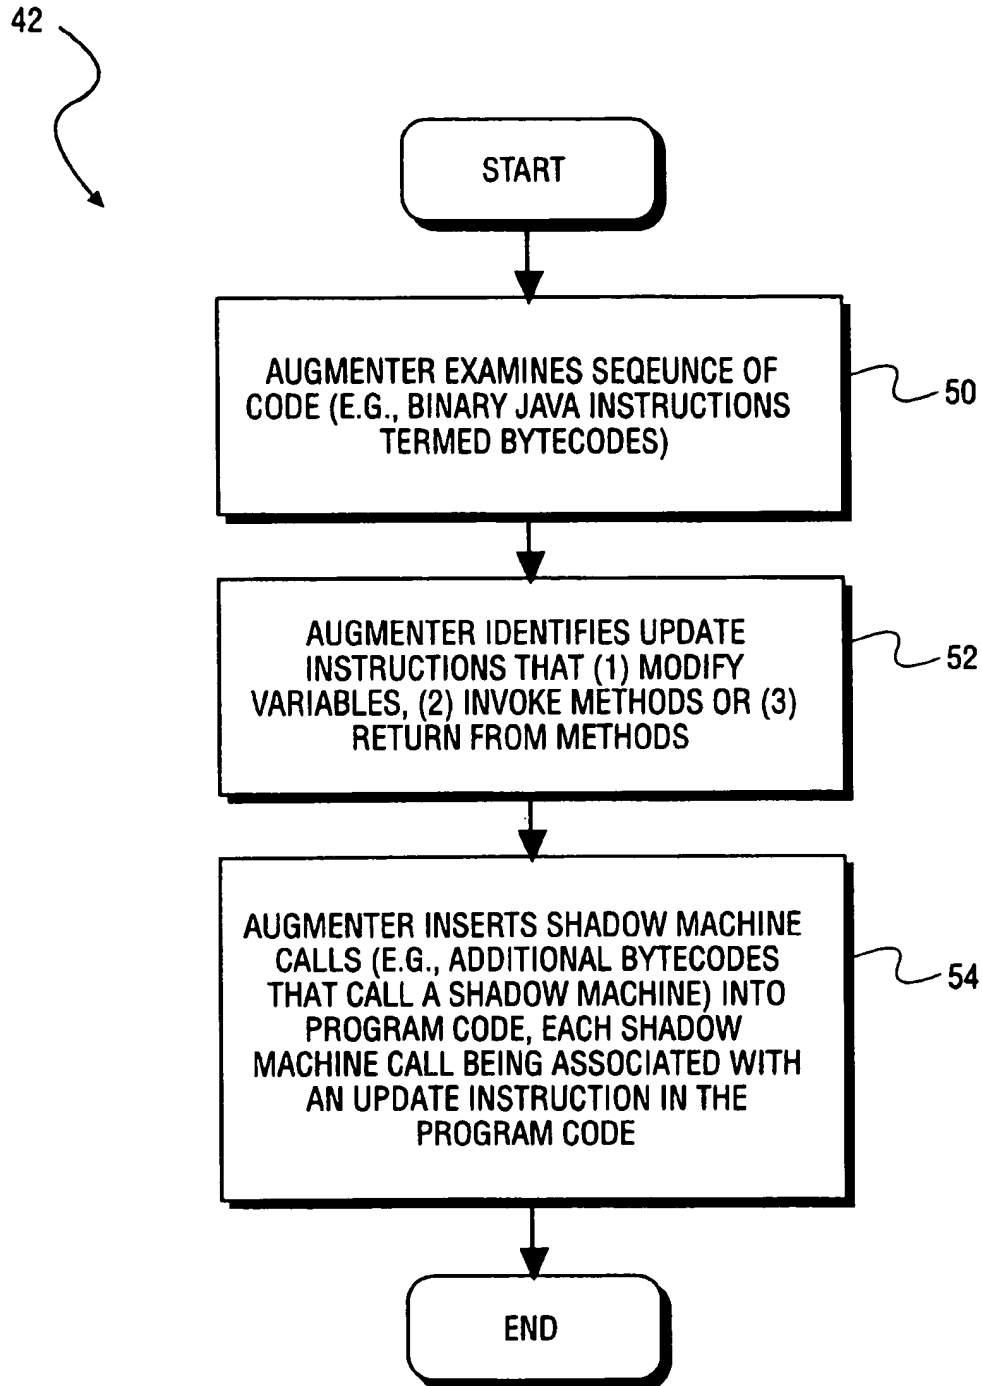 42
START
AUGMENTER EXAMINES SEQEUNCE OF
CODE (E.G., BINARY JAVA INSTRUCTIONS
TERMED BYTECODES)
50
AUGMENTER IDENTIFIES UPDATE
INSTRUCTIONS THAT (1) MODIFY
VARIABLES, (2) INVOKE METHODS OR (3)
RETURN FROM METHODS
52
AUGMENTER INSERTS SHADOW MACHINE
CALLS (E.G., ADDITIONAL BYTECODES
THAT CALL A SHADOW MACHINE) INTO
PROGRAM CODE, EACH SHADOW
MACHINE CALL BEING ASSOCIATED WITH
AN UPDATE INSTRUCTION IN THE
PROGRAM CODE
54
END